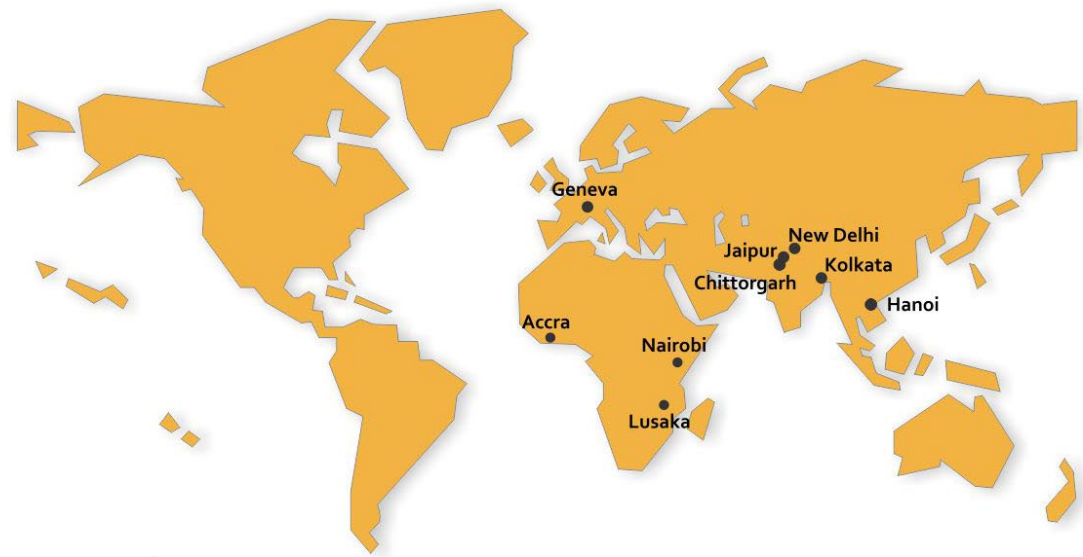 Geneva
New Delhi
Jaipur
Kolkata
Chittorgarh
Hanoi
Accra
Nairobi
Lusaka